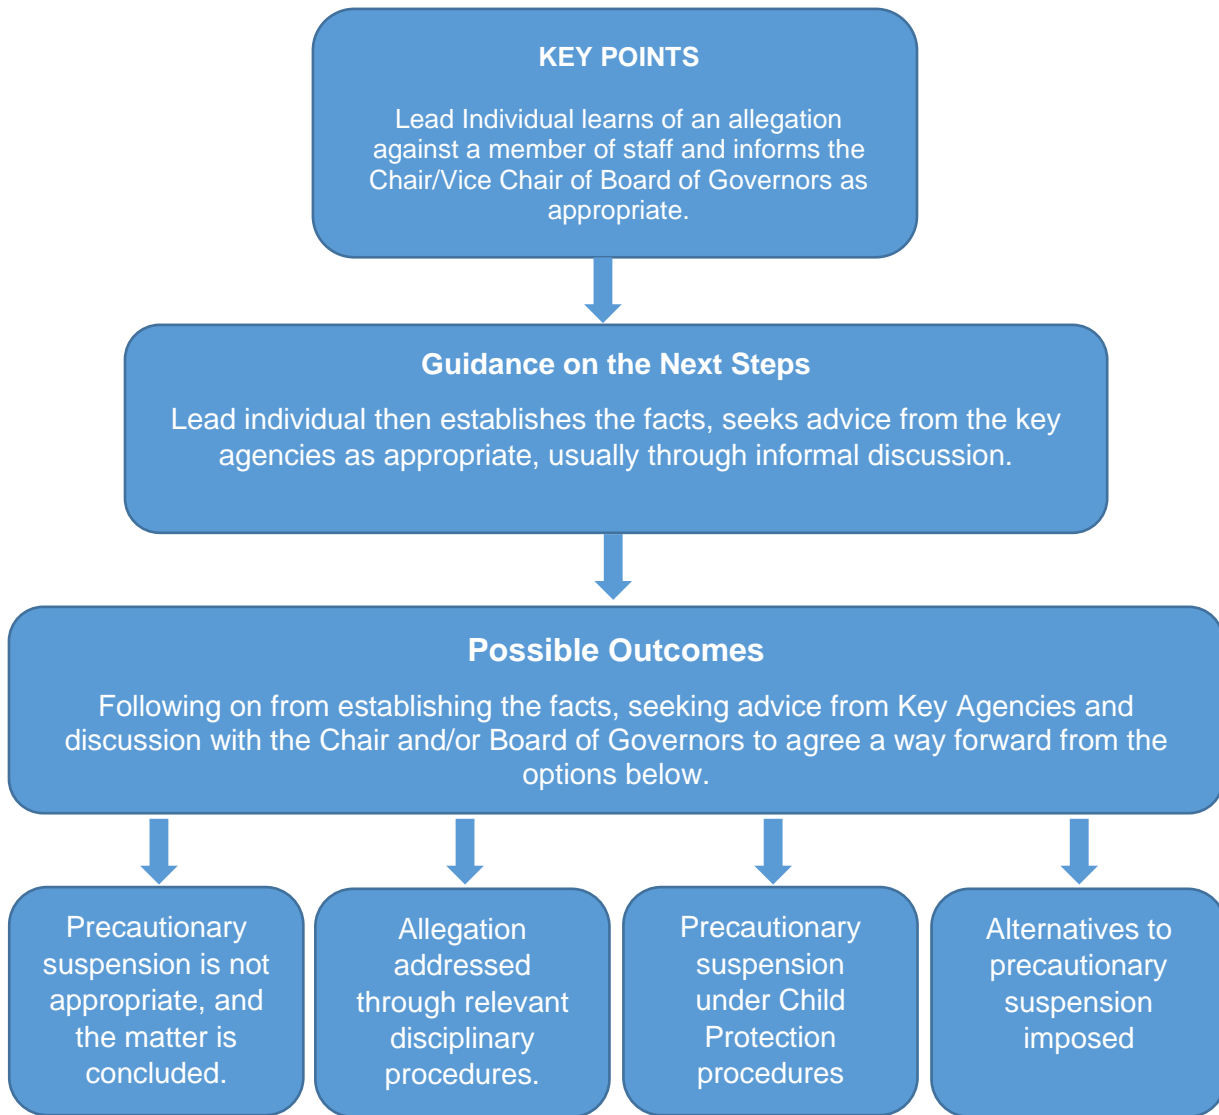 KEY POINTS
Lead Individual learns of an allegation
against a member of staff and informs the
Chair/Vice Chair of Board of Governors as
appropriate.
Guidance on the Next Steps
Lead individual then establishes the facts, seeks advice from the key
agencies as appropriate, usually through informal discussion.
Possible Outcomes
Following on from establishing the facts, seeking advice from Key Agencies and
discussion with the Chair and/or Board of Governors to agree a way forward from the
options below.
Precautionary
suspension is not
appropriate, and
the matter is
concluded.
Allegation
addressed
through relevant
disciplinary
procedures.
Precautionary
suspension
under Child
Protection
procedures
Alternatives to
precautionary
suspension
imposed